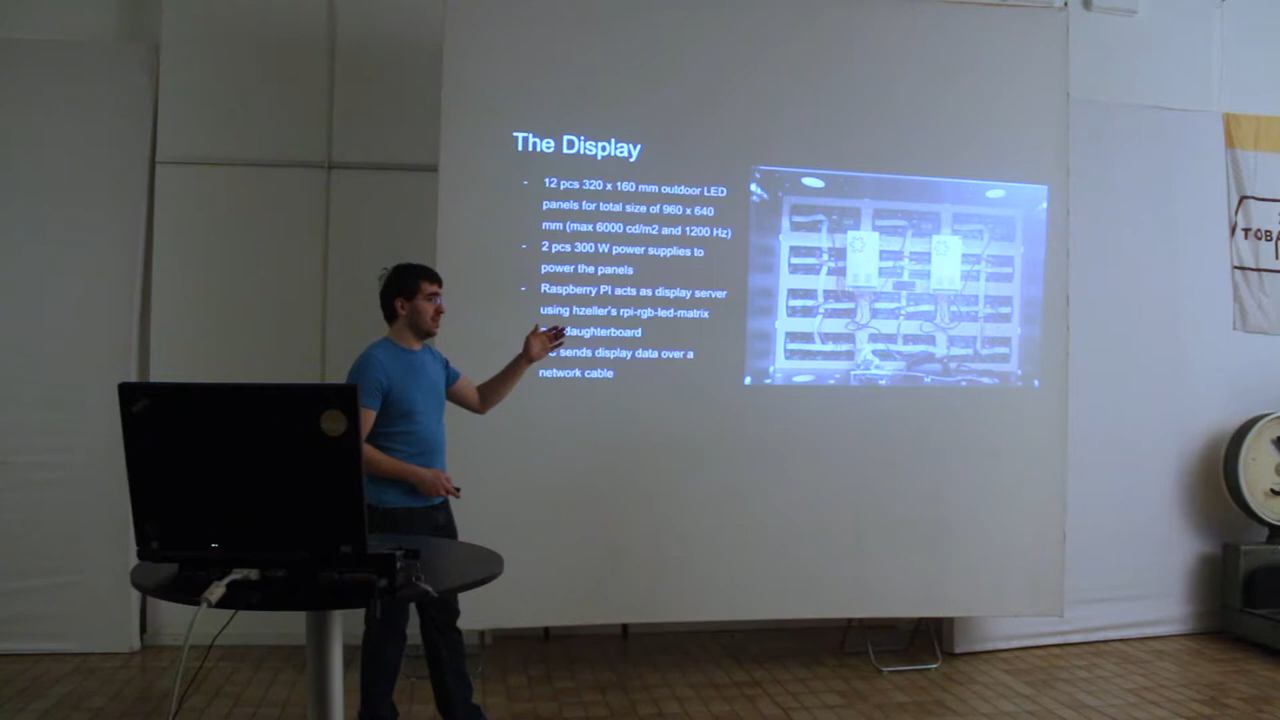 The Display
- 12 pcs 320 x 160 mm outdoor LED
panels for total size of 960 x 640
mm (max 6000 cd/m2 and 1200 Hz)
- 2 pcs 300 W power supplies to
power the panels
- Raspberry PI acts as display server
using hzeller's rpi-rgb-led-matrix
daughterboard
sends display data over a
network cable